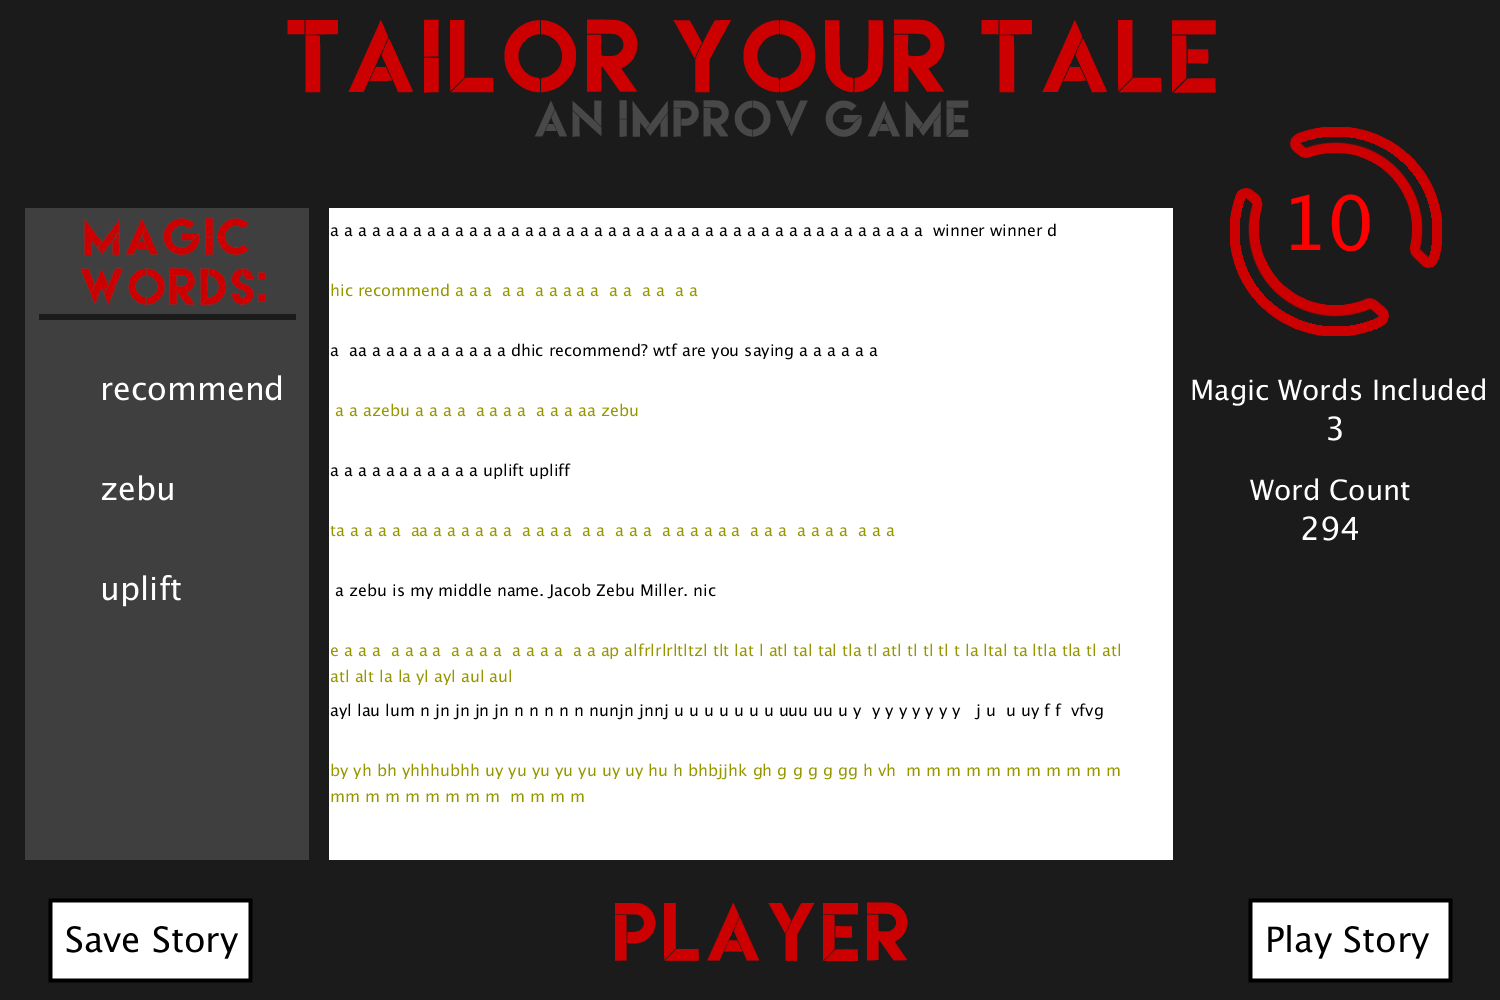 TAILOR YOUR TALE
AN IMPROV GAME
MAGIC
WORDS:
recommend
zebu
uplift
a a a a a a a a a a a a a a a a a a a a a a a a a a a a a a a a a a a a a a a a a a a  winner winner d
hic recommend a a a  a a  a a a a a  a a  a a  a a
a  aa a a a a a a a a a a a dhic recommend? wtf are you saying a a a a a a
a a azebu a a a a  a a a a  a a a aa zebu
a a a a a a a a a a a uplift upliff
ta a a a a  aa a a a a a a a  a a a a  a a  a a a  a a a a a a  a a a  a a a a  a a a
a zebu is my middle name. Jacob Zebu Miller. nic
e a a a  a a a a  a a a a  a a a a  a a ap alfrlrlrltltzl tlt lat l atl tal tal tla tl atl tl tl tl t la ltal ta ltla tla tl atl
atl alt la la yl ayl aul aul
ayl lau lum n jn jn jn jn n n n n n nunjn jnnj u u u u u u u uuu uu u y  y y y y y y y   j u  u uy f f  vfvg
by yh bh yhhhubhh uy yu yu yu yu uy uy hu h bhbjjhk gh g g g g gg h vh  m m m m m m m m m m m
mm m m m m m m m  m m m m
10
Magic Words Included
3
Word Count
294
Save Story
PLAYER
Play Story